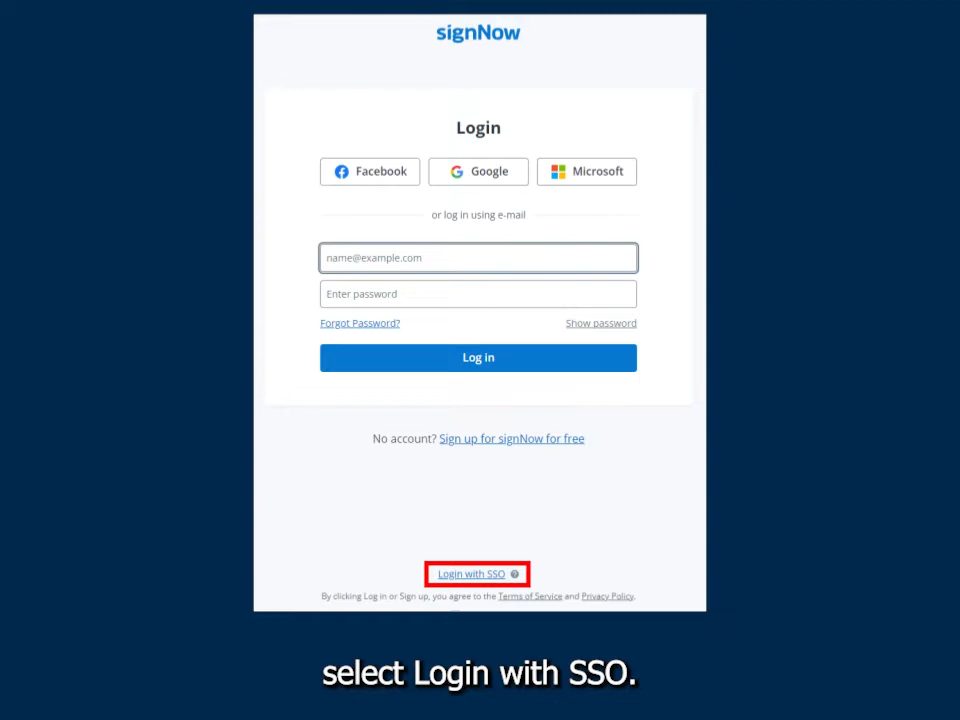 signNow
Login
Facebook Google Microsoft
or log in using e-mail
name@example.com
Enter password
Forgot Password? Show password
Log in
No account? Sign up for signNow for free
Login with SSO ?
By clicking Log in or Sign up, you agree to the Terms of Service and Privacy Policy.
select Login with SSO.